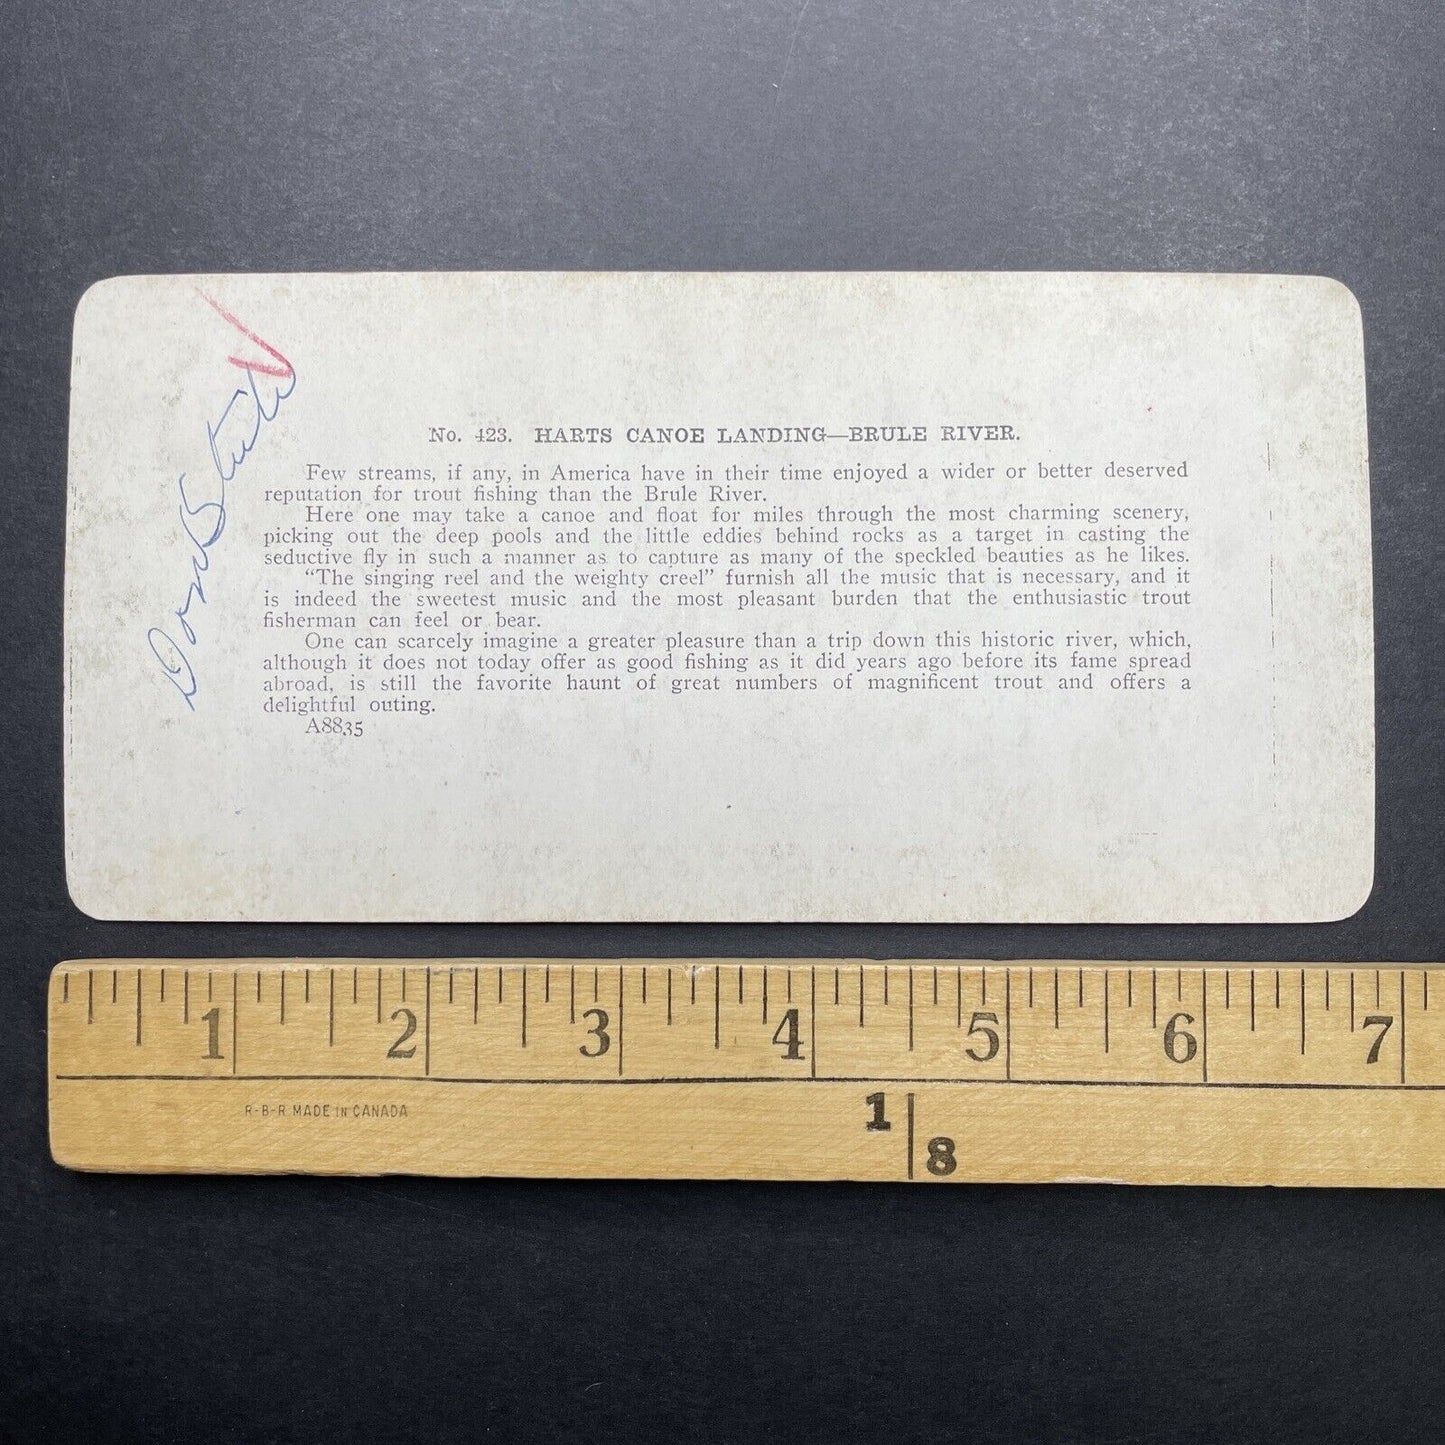 No. 423. HARTS CANOE LANDING—BRULE RIVER.
Few streams, if any, in America have in their time enjoyed a wider or better deserved
reputation for trout fishing than the Brule River.
Here one may take a canoe and float for miles through the most charming scenery,
picking out the deep pools and the little eddies behind rocks as a target in casting the
seductive fly in such a manner as to capture as many of the speckled beauties as he likes.
“The singing reel and the weighty creel” furnish all the music that is necessary, and it
is indeed the sweetest music and the most pleasant burden that the enthusiastic trout
fisherman can feel or bear.
One can scarcely imagine a greater pleasure than a trip down this historic river, which,
although it does not today offer as good fishing as it did years ago before its fame spread
abroad, is still the favorite haunt of great numbers of magnificent trout and offers a
delightful outing.
A8835
1 2 3 4 5 6 7
R-B-R MADE IN CANADA
1
8